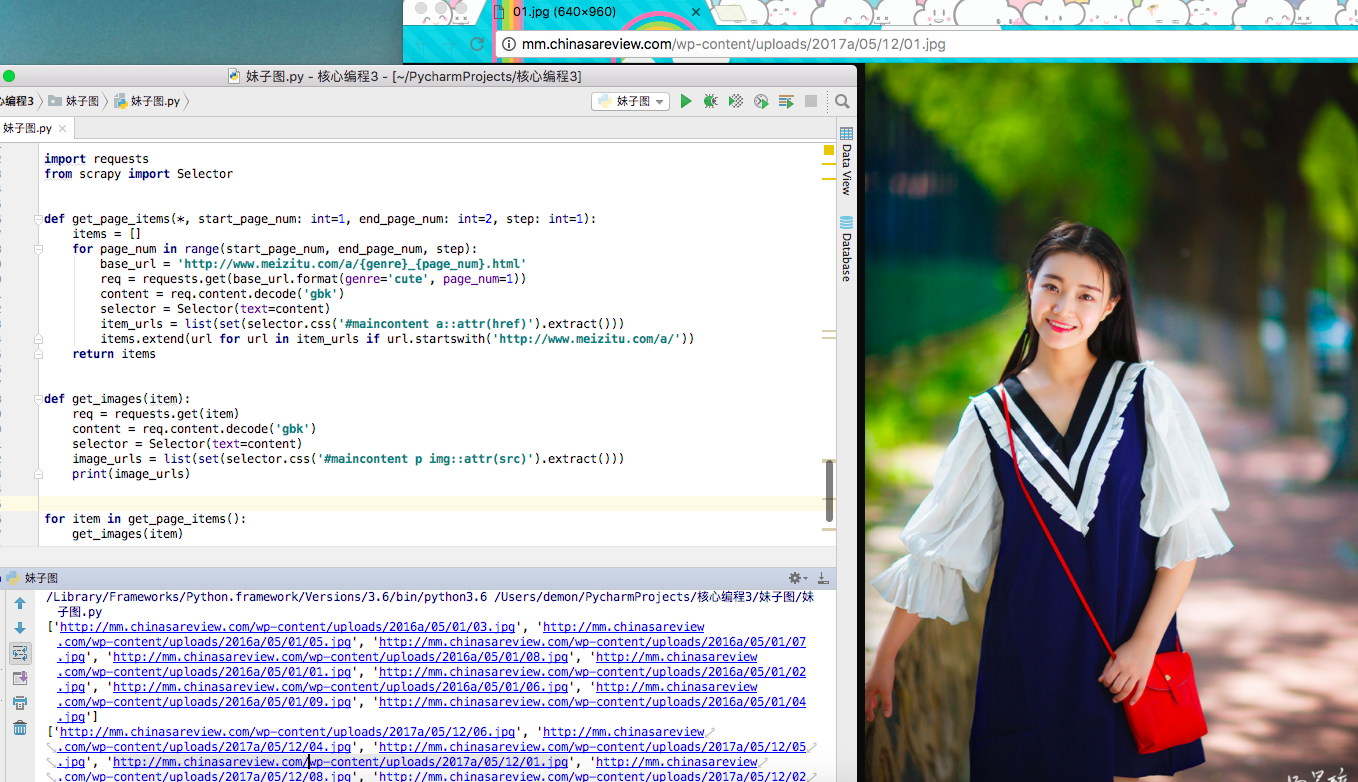 01.jpg (640×960)
mm.chinasareview.com/wp-content/uploads/2017a/05/12/01.jpg
妹子图.py - 核心编程3 - [~/PycharmProjects/核心编程3]
心编程3 妹子图 妹子图.py 妹子图
妹子图.py
import requests
from scrapy import Selector
def get_page_items(*, start_page_num: int=1, end_page_num: int=2, step: int=1):
items = []
for page_num in range(start_page_num, end_page_num, step):
base_url = 'http://www.meizitu.com/a/{genre}_{page_num}.html'
req = requests.get(base_url.format(genre='cute', page_num=1))
content = req.content.decode('gbk')
selector = Selector(text=content)
item_urls = list(set(selector.css('#maincontent a::attr(href)').extract()))
items.extend(url for url in item_urls if url.startswith('http://www.meizitu.com/a/'))
return items
def get_images(item):
req = requests.get(item)
content = req.content.decode('gbk')
selector = Selector(text=content)
image_urls = list(set(selector.css('#maincontent p img::attr(src)').extract()))
print(image_urls)
for item in get_page_items():
get_images(item)
Data View
Database
妹子图
/Library/Frameworks/Python.framework/Versions/3.6/bin/python3.6 /Users/demon/PycharmProjects/核心编程3/妹子图/妹
子图.py
['http://mm.chinasareview.com/wp-content/uploads/2016a/05/01/03.jpg', 'http://mm.chinasareview
.com/wp-content/uploads/2016a/05/01/05.jpg', 'http://mm.chinasareview.com/wp-content/uploads/2016a/05/01/07
.jpg', 'http://mm.chinasareview.com/wp-content/uploads/2016a/05/01/08.jpg', 'http://mm.chinasareview
.com/wp-content/uploads/2016a/05/01/01.jpg', 'http://mm.chinasareview.com/wp-content/uploads/2016a/05/01/02
.jpg', 'http://mm.chinasareview.com/wp-content/uploads/2016a/05/01/06.jpg', 'http://mm.chinasareview
.com/wp-content/uploads/2016a/05/01/09.jpg', 'http://mm.chinasareview.com/wp-content/uploads/2016a/05/01/04
.jpg']
['http://mm.chinasareview.com/wp-content/uploads/2017a/05/12/06.jpg', 'http://mm.chinasareview
.com/wp-content/uploads/2017a/05/12/04.jpg', 'http://mm.chinasareview.com/wp-content/uploads/2017a/05/12/05
.jpg', 'http://mm.chinasareview.com/wp-content/uploads/2017a/05/12/01.jpg', 'http://mm.chinasareview
.com/wp-content/uploads/2017a/05/12/08.jpg', 'http://mm.chinasareview.com/wp-content/uploads/2017a/05/12/02